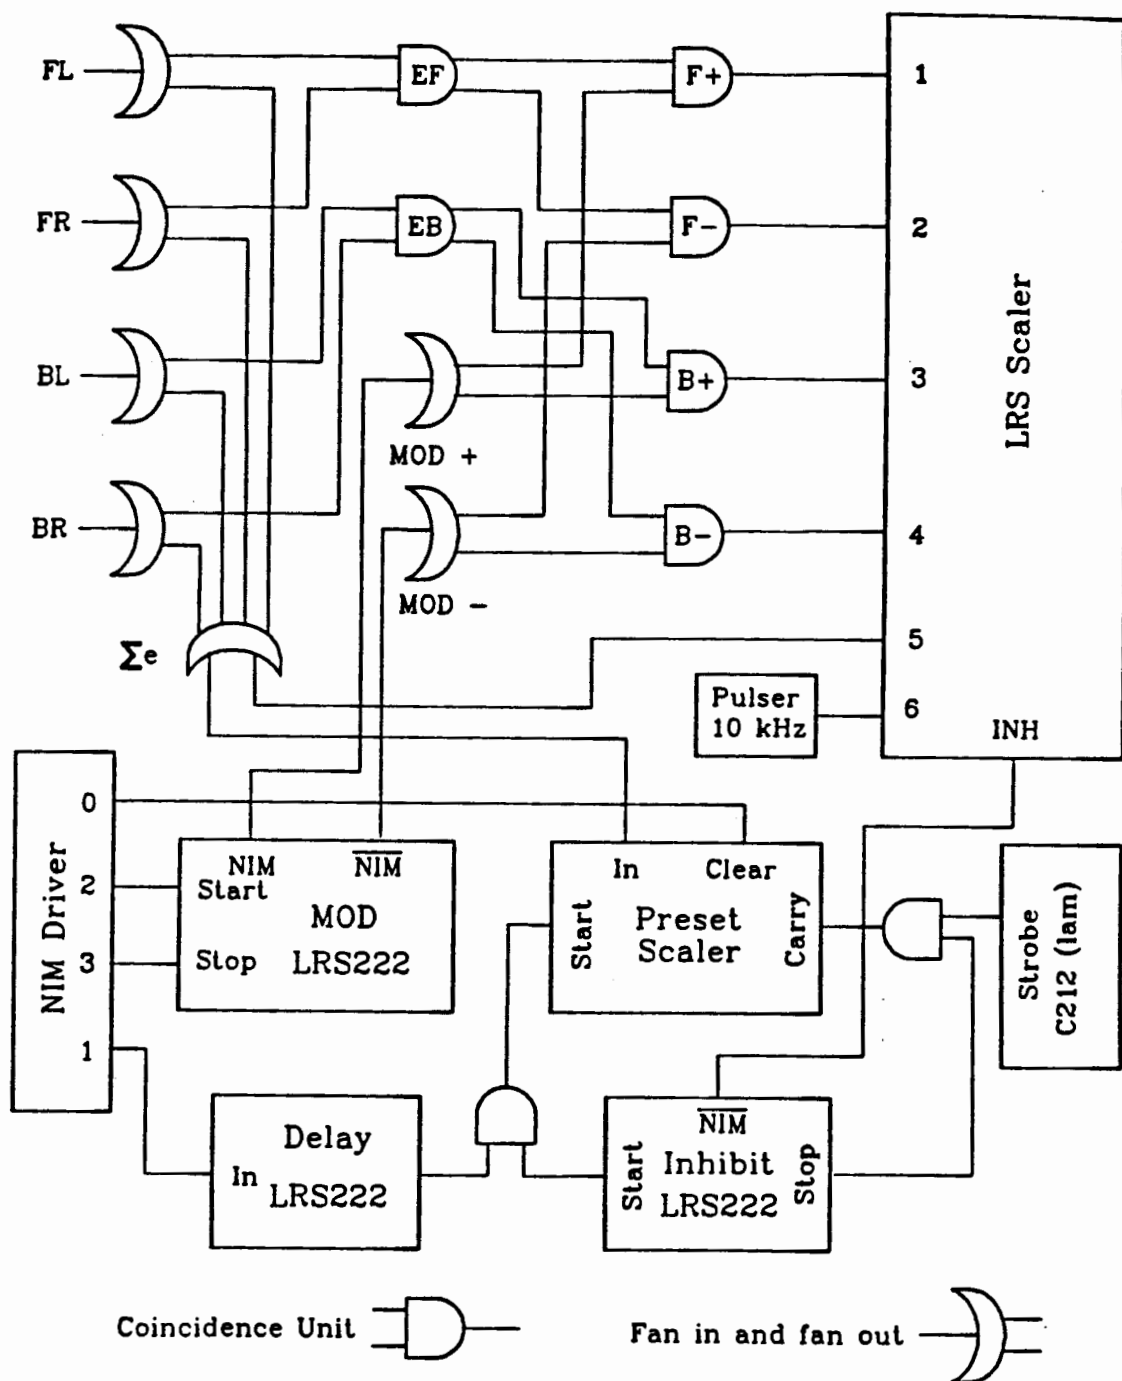 FL
EF
F+
1
FR
EB
F-
2
BL
B+
3
MOD +
BR
B-
4
MOD -
LRS Scaler
Σe
5
Pulser
10 kHz
6
INH
NIM Driver
0
2
3
1
NIM
N̅I̅M̅
Start
Stop
MOD
LRS222
In
Clear
Start
Preset
Scaler
Carry
Strobe
C212 (lam)
Delay
In
LRS222
N̅I̅M̅
Start
Inhibit
LRS222
Stop
Coincidence Unit
Fan in and fan out